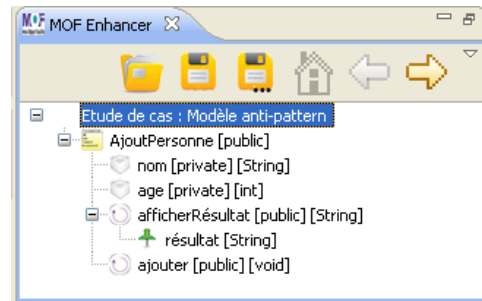 MOF MOF Enhancer
Etude de cas : Modèle anti-pattern
AjoutPersonne [public]
nom [private] [String]
age [private] [int]
afficherRésultat [public] [String]
résultat [String]
ajouter [public] [void]